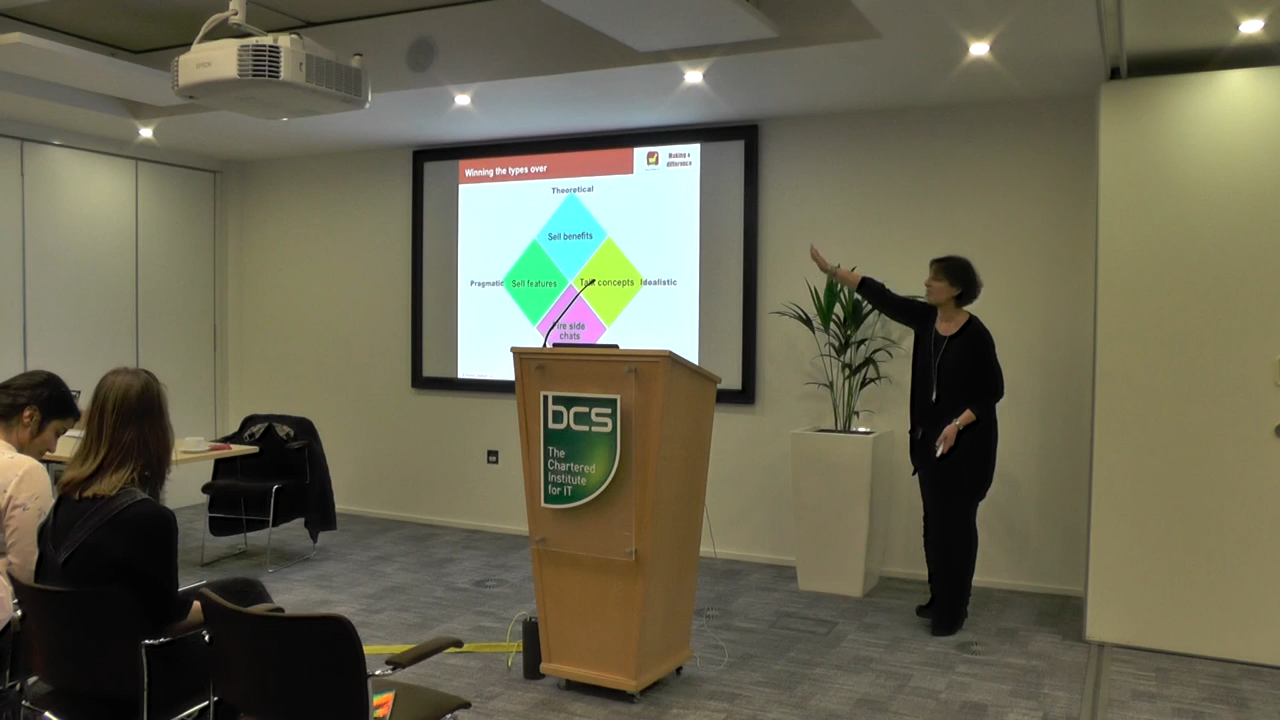 EPSON
Winning the types over
Making a
difference
Theoretical
Sell benefits
Pragmatic
Sell features
Talk concepts
Idealistic
Fire side
chats
bcs
The
Chartered
Institute
for IT